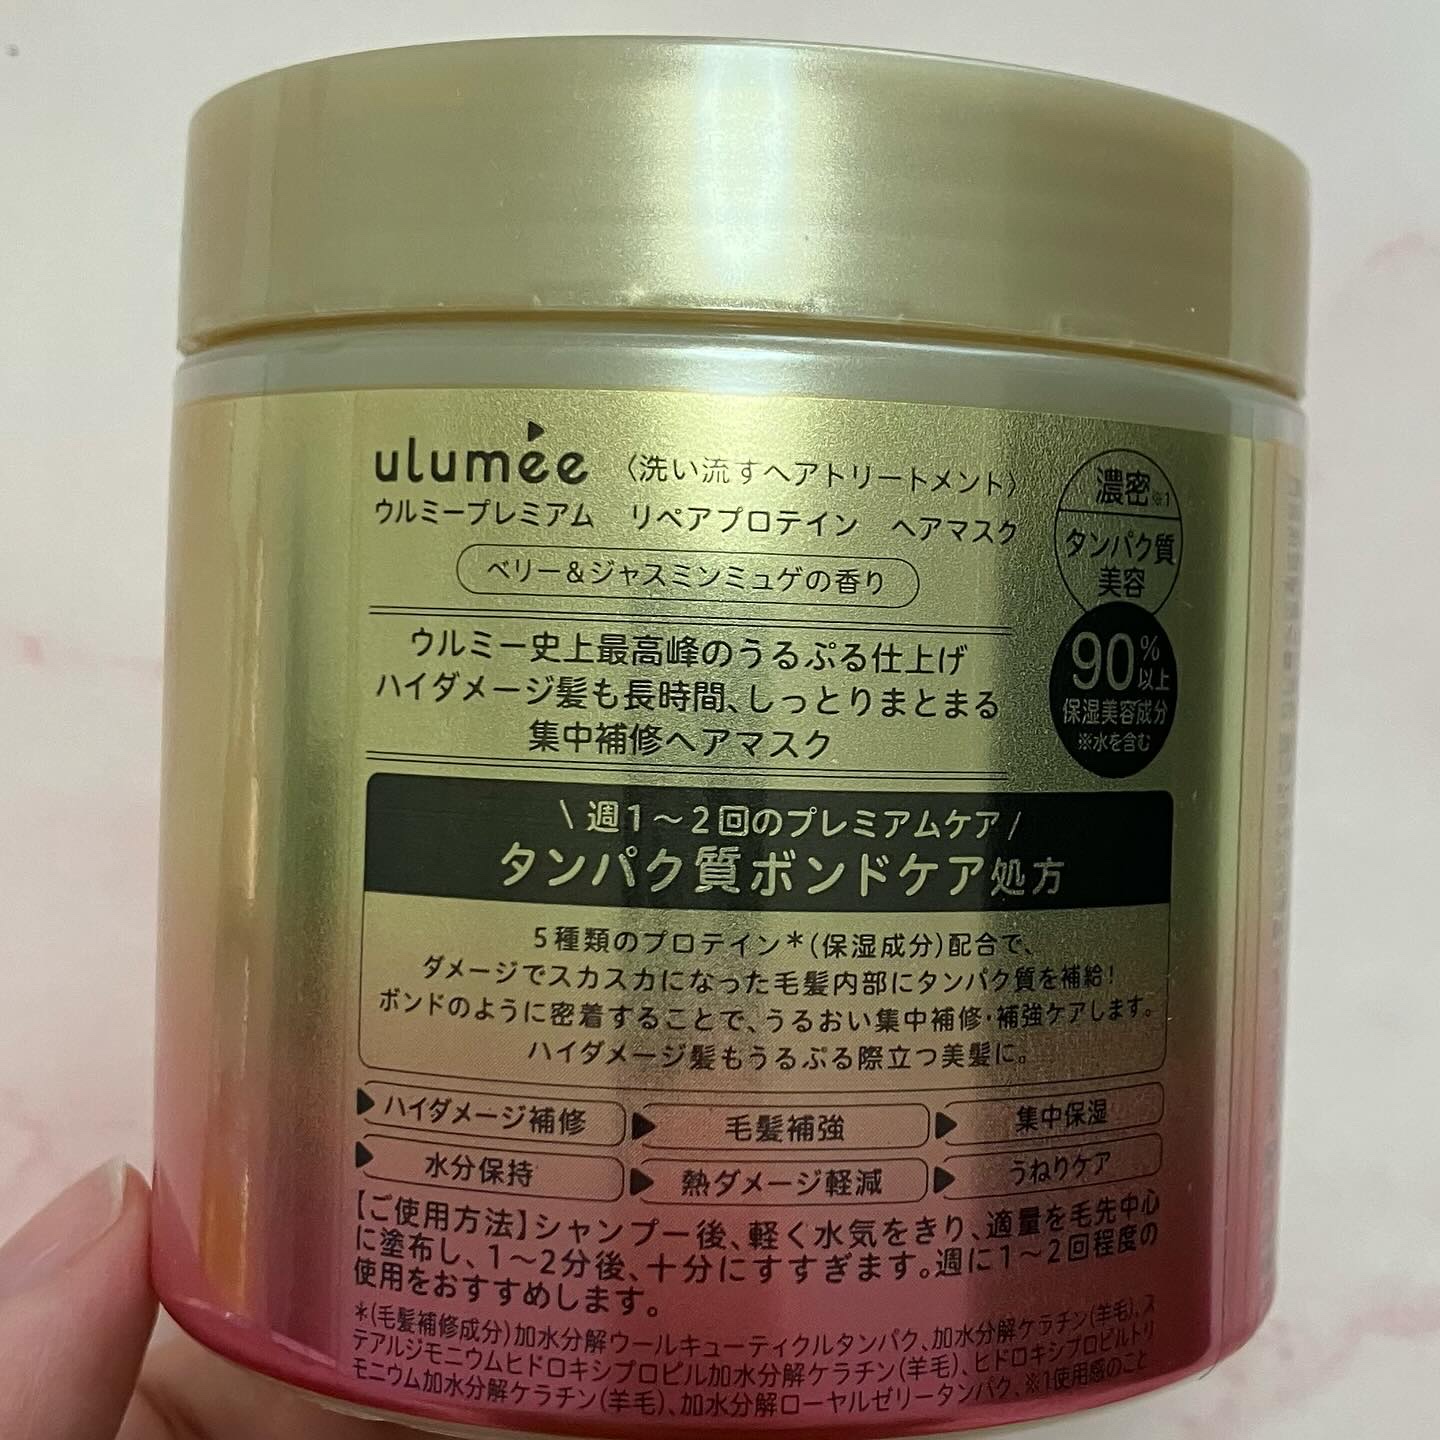 ulumée 〈洗い流すヘアトリートメント〉
ウルミープレミアム リペアプロテイン ヘアマスク
ベリー＆ジャスミンミュゲの香り
濃密※1
タンパク質
美容
90%以上
保湿美容成分
※水を含む
ウルミー史上最高峰のうるぷる仕上げ
ハイダメージ髪も長時間、しっとりまとまる
集中補修ヘアマスク
\ 週1～2回のプレミアムケア /
タンパク質ボンドケア処方
5種類のプロテイン＊(保湿成分)配合で、
ダメージでスカスカになった毛髪内部にタンパク質を補給！
ボンドのように密着することで、うるおい集中補修・補強ケアします。
ハイダメージ髪もうるぷる際立つ美髪に。
▶ハイダメージ補修 ▶毛髪補強 ▶集中保湿
▶水分保持 ▶熱ダメージ軽減 ▶うねりケア
【ご使用方法】シャンプー後、軽く水気をきり、適量を毛先中心
に塗布し、1～2分後、十分にすすぎます。週に1～2回程度の
使用をおすすめします。
＊(毛髪補修成分)加水分解ウールキューティクルタンパク、加水分解ケラチン(羊毛)、ス
テアルジモニウムヒドロキシプロピル加水分解ケラチン(羊毛)、ヒドロキシプロピルトリ
モニウム加水分解ケラチン(羊毛)、加水分解ローヤルゼリータンパク、※1使用感のこと